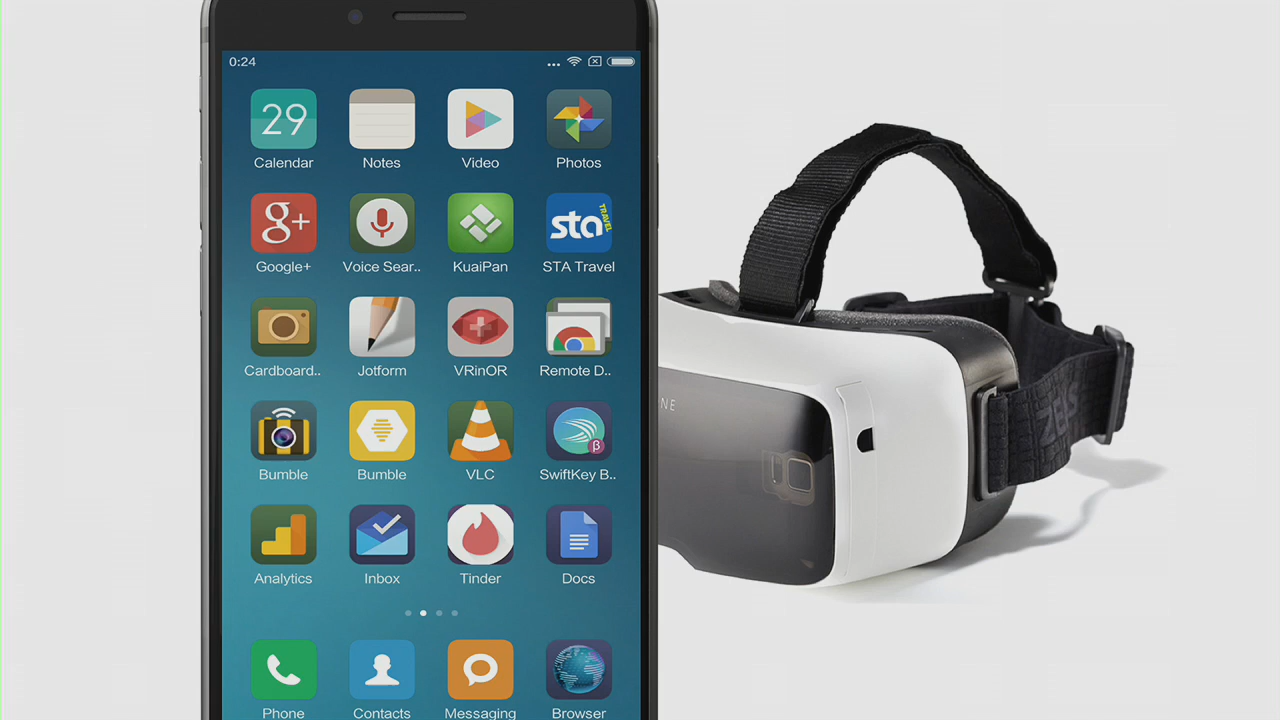 0:24
29
Calendar Notes Video Photos
g+ sta TRAVEL
Google+ Voice Sear.. KuaiPan STA Travel
Cardboard.. Jotform VRinOR Remote D..
NE
β
Bumble Bumble VLC SwiftKey B..
Analytics Inbox Tinder Docs
Phone Contacts Messaging Browser